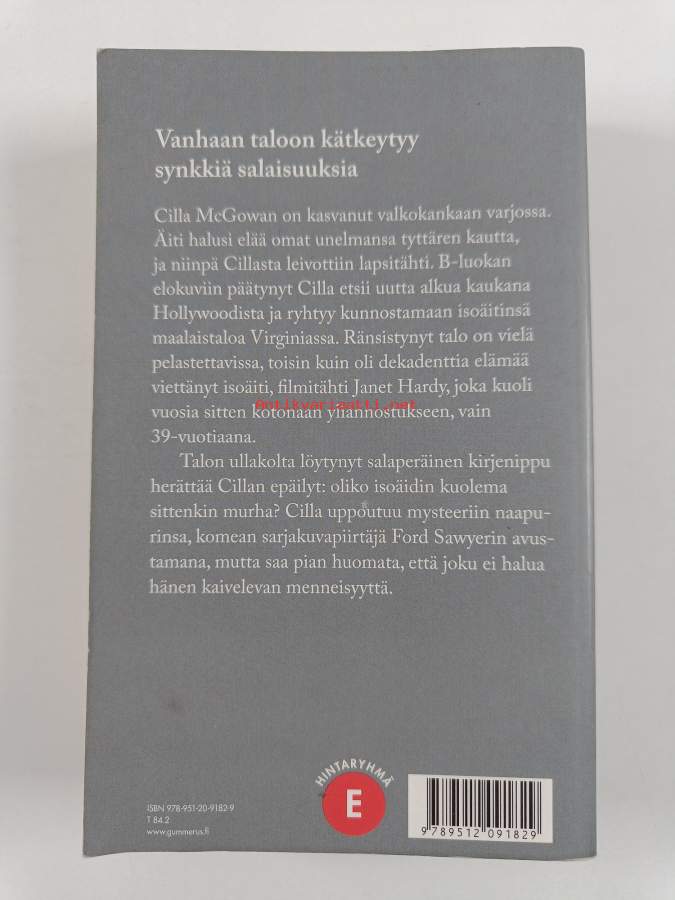 Vanhaan taloon kätkeytyy
synkkiä salaisuuksia
Cilla McGowan on kasvanut valkokankaan varjossa.
Äiti halusi elää omat unelmansa tyttären kautta,
ja niinpä Cillasta leivottiin lapsitähti. B-luokan
elokuviin päätynyt Cilla etsii uutta alkua kaukana
Hollywoodista ja ryhtyy kunnostamaan isoäitinsä
maalaistaloa Virginiassa. Ränsistynyt talo on vielä
pelastettavissa, toisin kuin oli dekadenttia elämää
viettänyt isoäiti, filmitähti Janet Hardy, joka kuoli
vuosia sitten kotonaan yliannostukseen, vain
Antikvariaatti.net
39-vuotiaana.
Talon ullakolta löytynyt salaperäinen kirjenippu
herättää Cillan epäilyt: oliko isoäidin kuolema
sittenkin murha? Cilla uppoutuu mysteeriin naapu-
rinsa, komean sarjakuvapiirtäjä Ford Sawyerin avus-
tamana, mutta saa pian huomata, että joku ei halua
hänen kaivelevan menneisyyttä.
HINTARYHMÄ
E
ISBN 978-951-20-9182-9
T 84.2
www.gummerus.fi
9 789512 091829